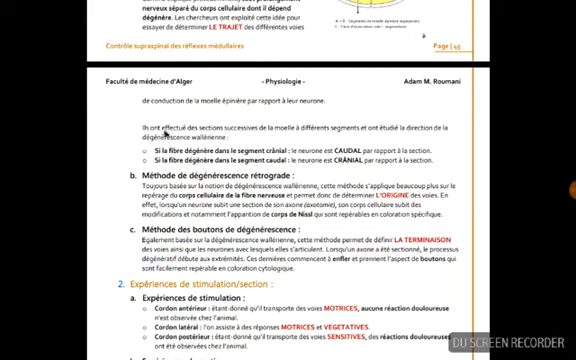 nerveux séparé du corps cellulaire dont il dépend
dégénère. Les chercheurs ont exploité cette idée pour
essayer de déterminer LE TRAJET des différentes voies
Contrôle supraspinal des réflexes médullaires
Page | 45
Faculté de médecine d'Alger
- Physiologie -
Adam M. Roumani
de conduction de la moelle épinière par rapport à leur neurone.
Ils ont effectué des sections successives de la moelle à différents segments et ont étudié la direction de la
dégénérescence wallérienne :
o Si la fibre dégénère dans le segment crânial : le neurone est CAUDAL par rapport à la section.
o Si la fibre dégénère dans le segment caudal : le neurone est CRÂNIAL par rapport à la section.
b. Méthode de dégénérescence rétrograde :
Toujours basée sur la notion de dégénérescence wallérienne, cette méthode s'applique beaucoup plus sur le
repérage du corps cellulaire de la fibre nerveuse et permet donc de déterminer L'ORIGINE des voies. En
effet, lorsqu'un neurone subit une section de son axone (axotomie), son corps cellulaire subit des
modifications et notamment l'apparition de corps de Nissl qui sont repérables en coloration spécifique.
c. Méthode des boutons de dégénérescence :
Egalement basée sur la dégénérescence wallérienne, cette méthode permet de définir LA TERMINAISON
des voies ainsi que les neurones avec lesquels elles s'articulent. Lorsqu'un axone a été sectionné, le processus
dégénératif débute aux extrémités. Ces dernières commencent à enfler et prennent l'aspect de boutons qui
sont facilement repérable en coloration cytologique.
2. Expériences de stimulation/section :
a. Expériences de stimulation :
o Cordon antérieur : étant-donné qu'il transporte des voies MOTRICES, aucune réaction douloureuse
n'est observée chez l'animal.
o Cordon latéral : l'on assiste à des réponses MOTRICES et VEGETATIVES.
o Cordon postérieur : étant-donné qu'il transporte des voies SENSITIVES, des réactions douloureuses
ont été observées chez l'animal.
DU SCREEN RECORDER